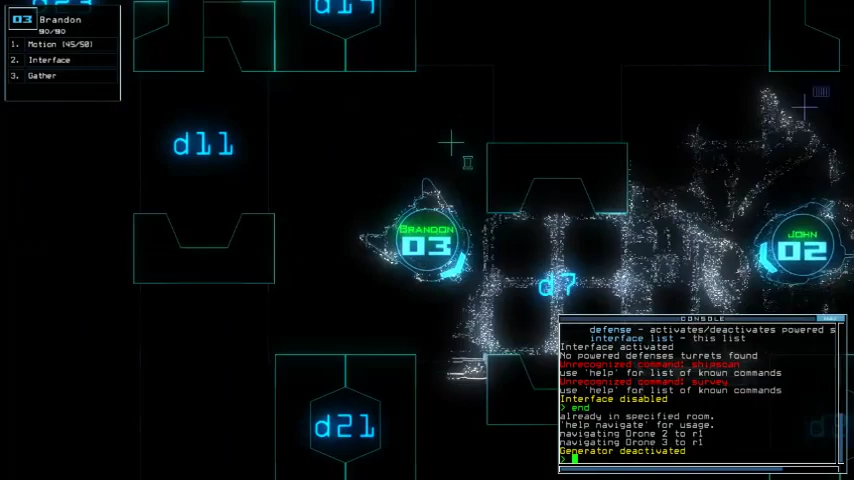 03 Brandon
90/90
1. Motion (45/50)
2. Interface
3. Gather
d11
d7
d21
BRANDON
03
JOHN
02
CONSOLE
defense - activates/deactivates powered s
interface list - this list
Interface activated
No powered defenses turrets found
Unrecognized command: shipscan
use 'help' for list of known commands
Unrecognized command: survey
use 'help' for list of known commands
Interface disabled
> end
already in specified room.
'help navigate' for usage.
navigating Drone 2 to r1
navigating Drone 3 to r1
Generator deactivated
>